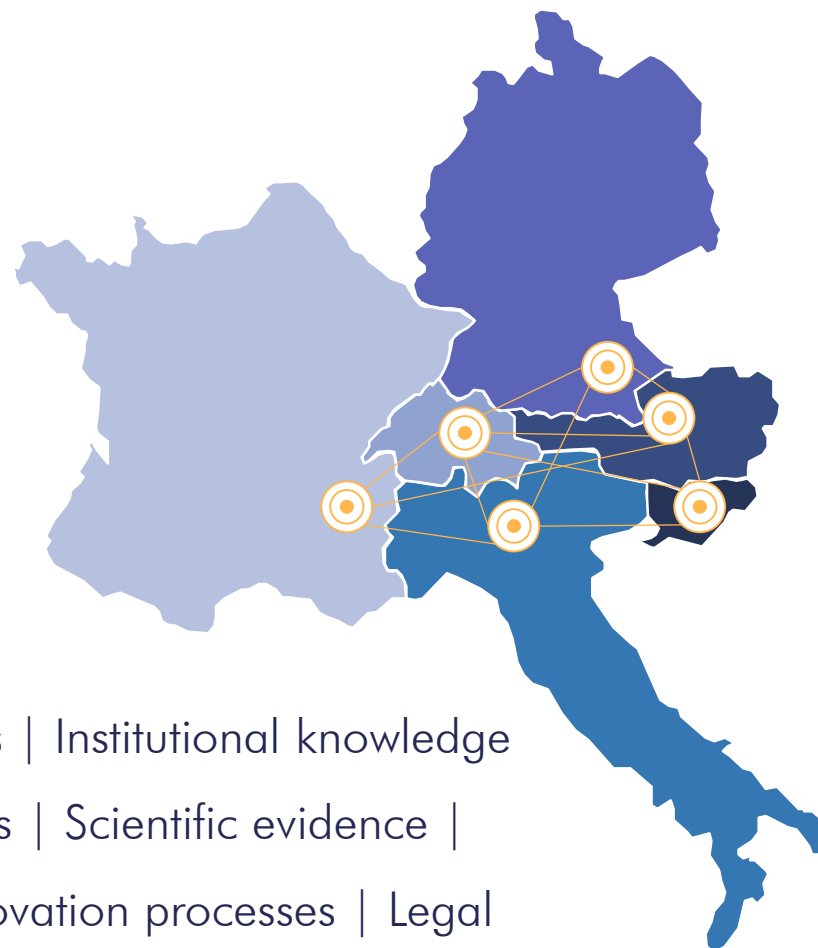 s | Institutional knowledge
s | Scientific evidence |
ovation processes | Legal